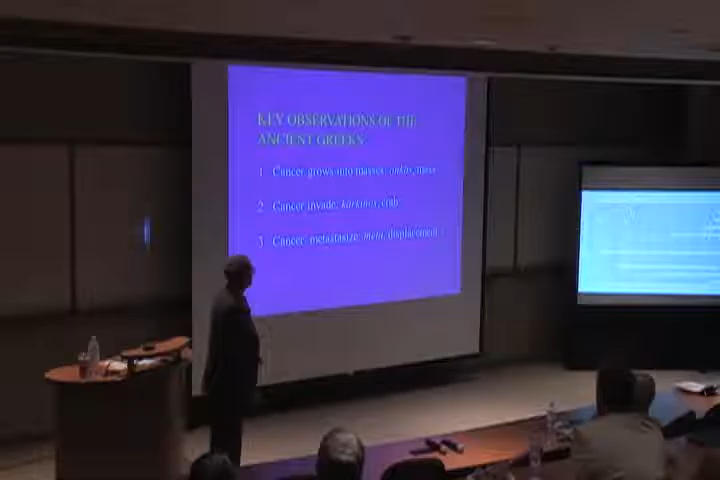 KEY OBSERVATIONS OF THE
ANCIENT GREEKS
1 Cancer grows into masses, onkos, mass
2 Cancer invade, karkinos, crab
3 Cancer metastasize, meta, displacement